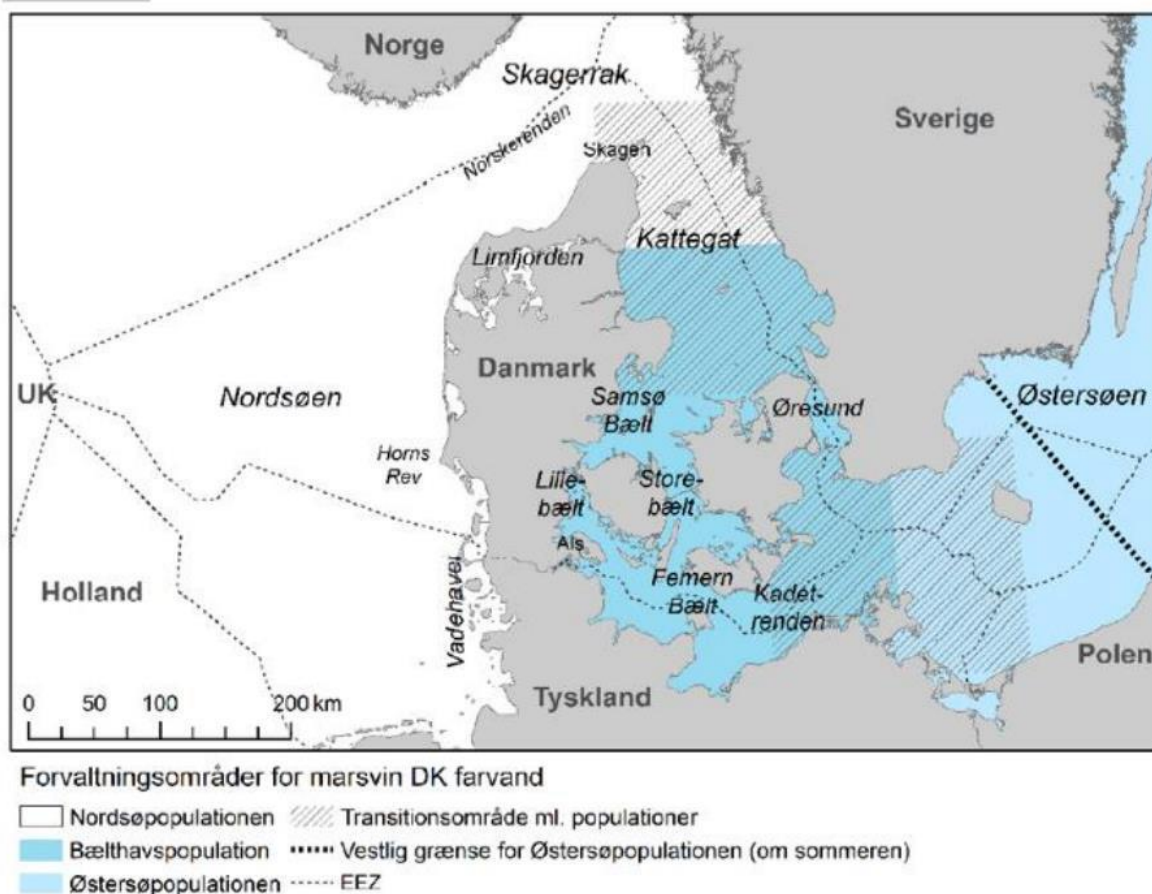 Norge
Skagerrak
Norskerenden
Skagen
Sverige
Kattegat
Limfjorden
Danmark
UK
Nordsøen
Samsø
Bælt
Øresund
Østersøen
Horns
Rev
Lille-
bælt
Store-
bælt
Als
Holland
Vadehavet
Femern
Bælt
Kadet-
renden
Polen
Tyskland
0 50 100 200 km
Forvaltningsområder for marsvin DK farvand
Nordsøpopulationen Transitionsområde ml. populationer
Bælthavspopulation Vestlig grænse for Østersøpopulationen (om sommeren)
Østersøpopulationen EEZ